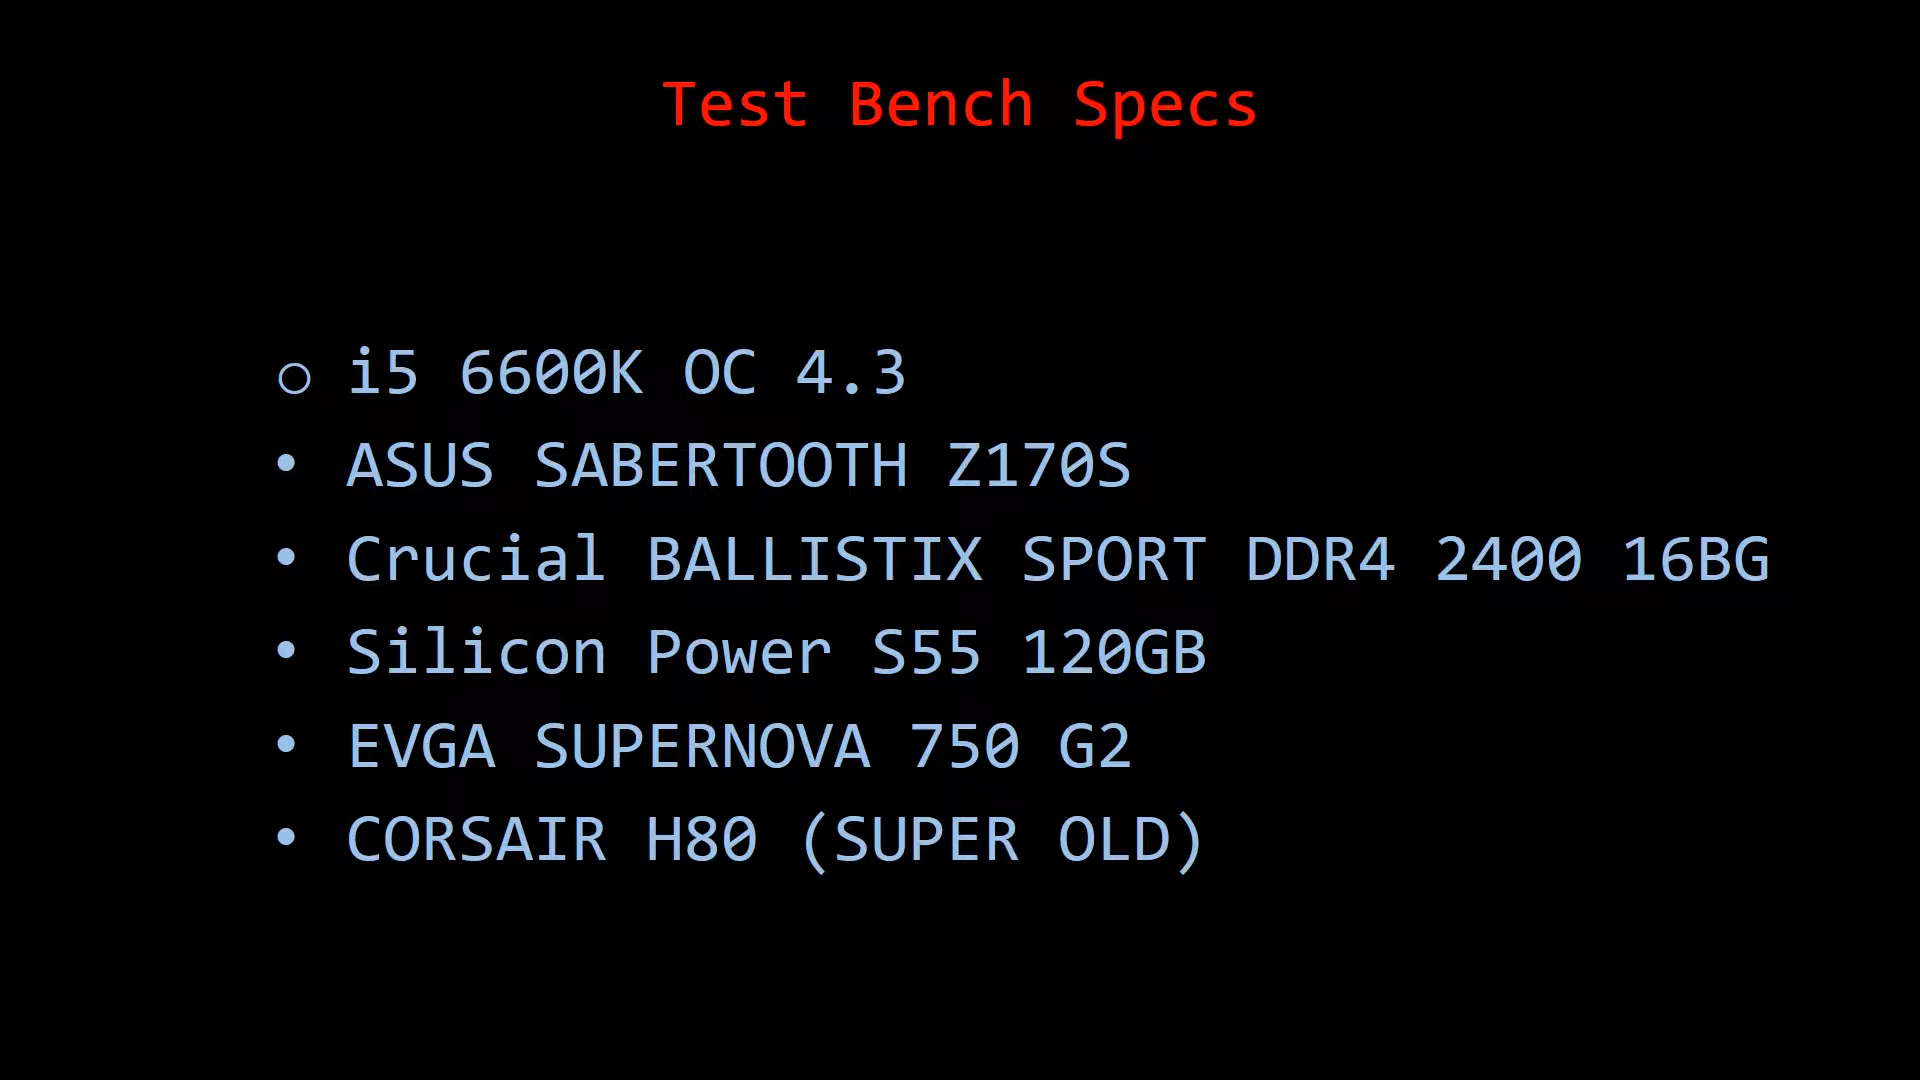 Test Bench Specs
○ i5 6600K OC 4.3
• ASUS SABERTOOTH Z170S
• Crucial BALLISTIX SPORT DDR4 2400 16BG
• Silicon Power S55 120GB
• EVGA SUPERNOVA 750 G2
• CORSAIR H80 (SUPER OLD)